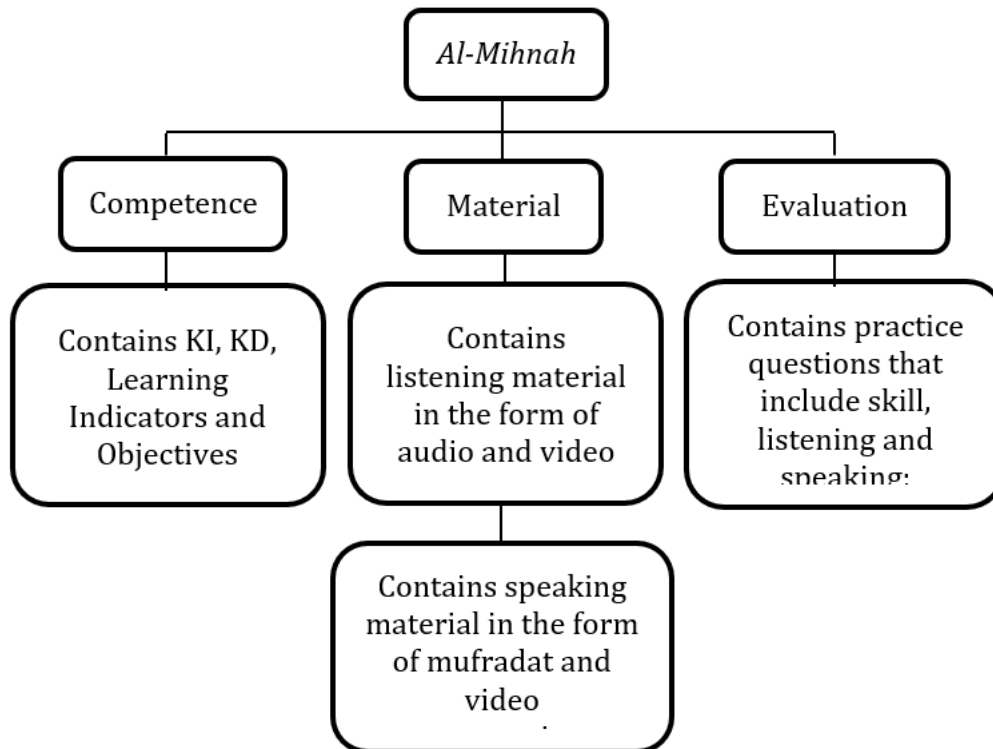 Al-Mihnah
Competence
Material
Evaluation
Contains KI, KD,
Learning
Indicators and
Objectives
Contains
listening material
in the form of
audio and video
Contains practice
questions that
include skill,
listening and
speaking:
Contains speaking
material in the form
of mufradat and
video